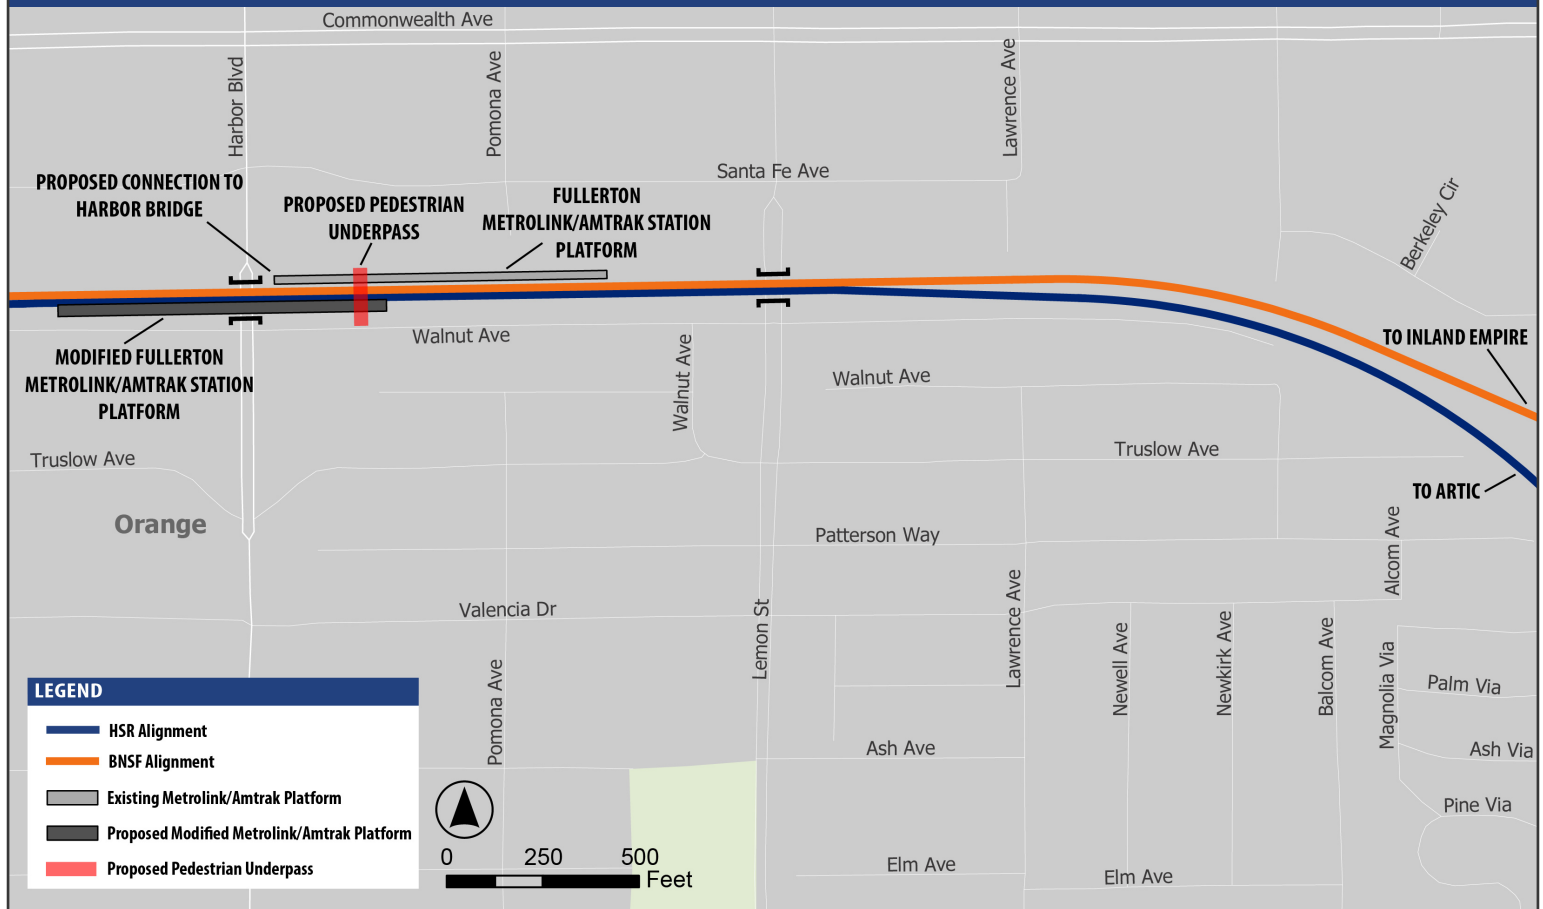 Commonwealth Ave
Harbor Blvd
Pomona Ave
Lawrence Ave
Santa Fe Ave
Berkeley Cir
PROPOSED CONNECTION TO
HARBOR BRIDGE
PROPOSED PEDESTRIAN
UNDERPASS
FULLERTON
METROLINK/AMTRAK STATION
PLATFORM
MODIFIED FULLERTON
METROLINK/AMTRAK STATION
PLATFORM
Walnut Ave
Walnut Ave
Walnut Ave
TO INLAND EMPIRE
Truslow Ave
Truslow Ave
TO ARTIC
Orange
Patterson Way
Alcom Ave
Valencia Dr
Lemon St
Lawrence Ave
Newell Ave
Newkirk Ave
Balcom Ave
Magnolia Via
Pomona Ave
Palm Via
Ash Ave
Ash Via
Pine Via
Elm Ave
Elm Ave
LEGEND
HSR Alignment
BNSF Alignment
Existing Metrolink/Amtrak Platform
Proposed Modified Metrolink/Amtrak Platform
Proposed Pedestrian Underpass
0 250 500
Feet